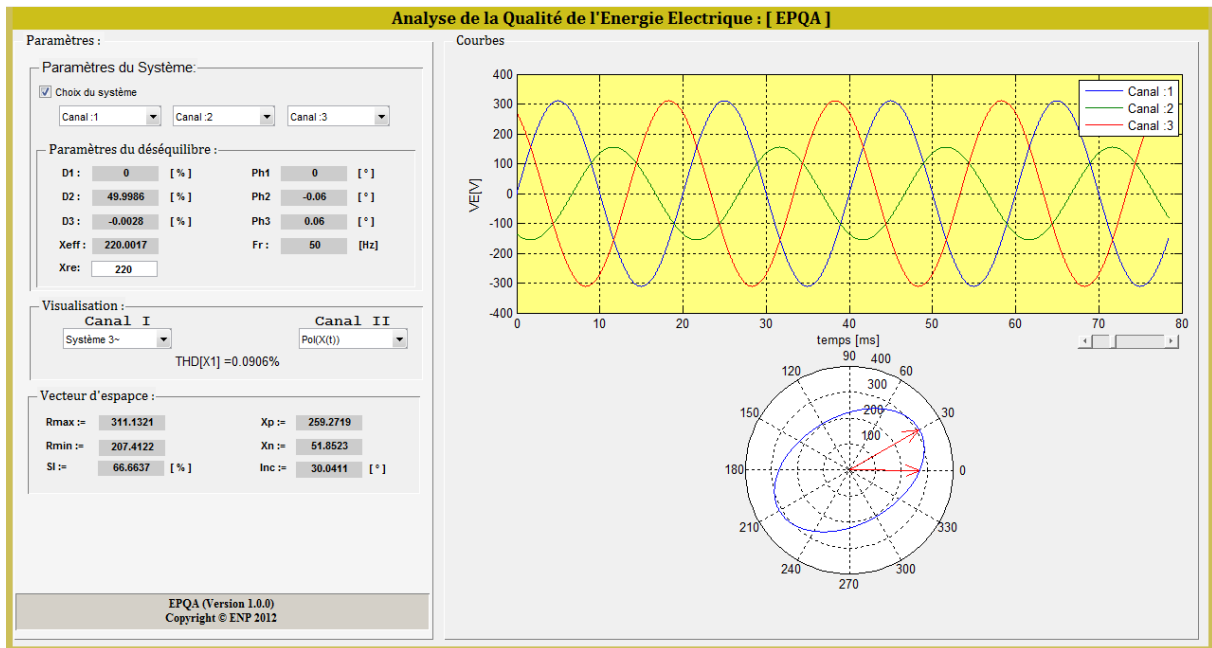 Analyse de la Qualité de l'Energie Electrique : [ EPQA ]
Paramètres :
Paramètres du Système:
Choix du système
Canal :1 Canal :2 Canal :3
Paramètres du déséquilibre :
D1 : 0 [ % ] Ph1 0 [ ° ]
D2 : 49.9986 [ % ] Ph2 -0.06 [ ° ]
D3 : -0.0028 [ % ] Ph3 0.06 [ ° ]
Xeff : 220.0017 Fr : 50 [Hz]
Xre: 220
Visualisation :
Canal I Canal II
Système 3~ Pol(X(t))
THD[X1] =0.0906%
Vecteur d'espapce :
Rmax := 311.1321 Xp := 259.2719
Rmin := 207.4122 Xn := 51.8523
SI := 66.6637 [ % ] Inc := 30.0411 [ ° ]
EPQA (Version 1.0.0)
Copyright © ENP 2012
Courbes
VE[V]
400
300
200
100
0
-100
-200
-300
-400
Canal :1
Canal :2
Canal :3
0 10 20 30 40 50 60 70 80
temps [ms]
90 400
120 60
300
150 200 30
100
180 0
210 330
240 300
270